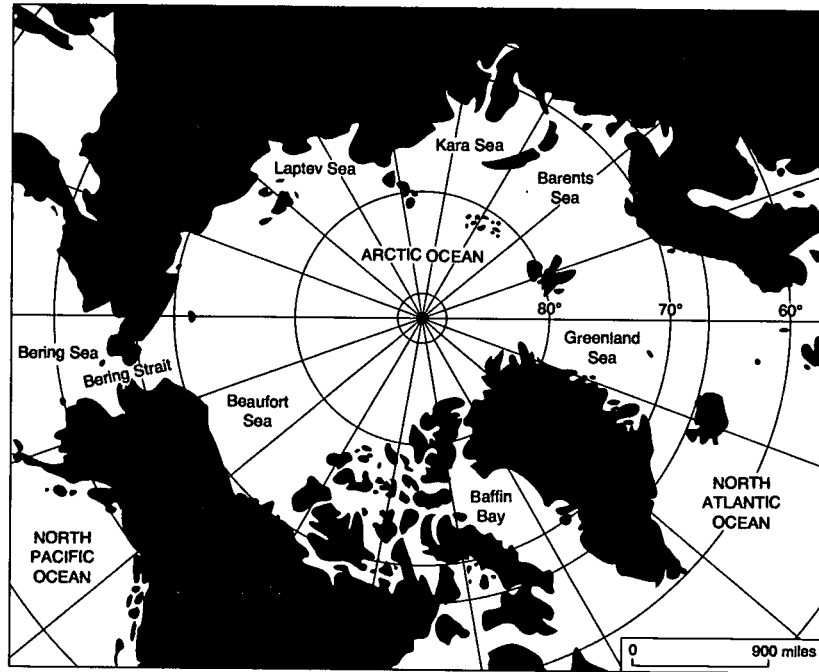 Kara Sea
Laptev Sea
Barents
Sea
ARCTIC OCEAN
80°
70°
60°
Greenland
Sea
Bering Sea
Bering Strait
Beaufort
Sea
Baffin
Bay
NORTH
ATLANTIC
OCEAN
NORTH
PACIFIC
OCEAN
0
900 miles